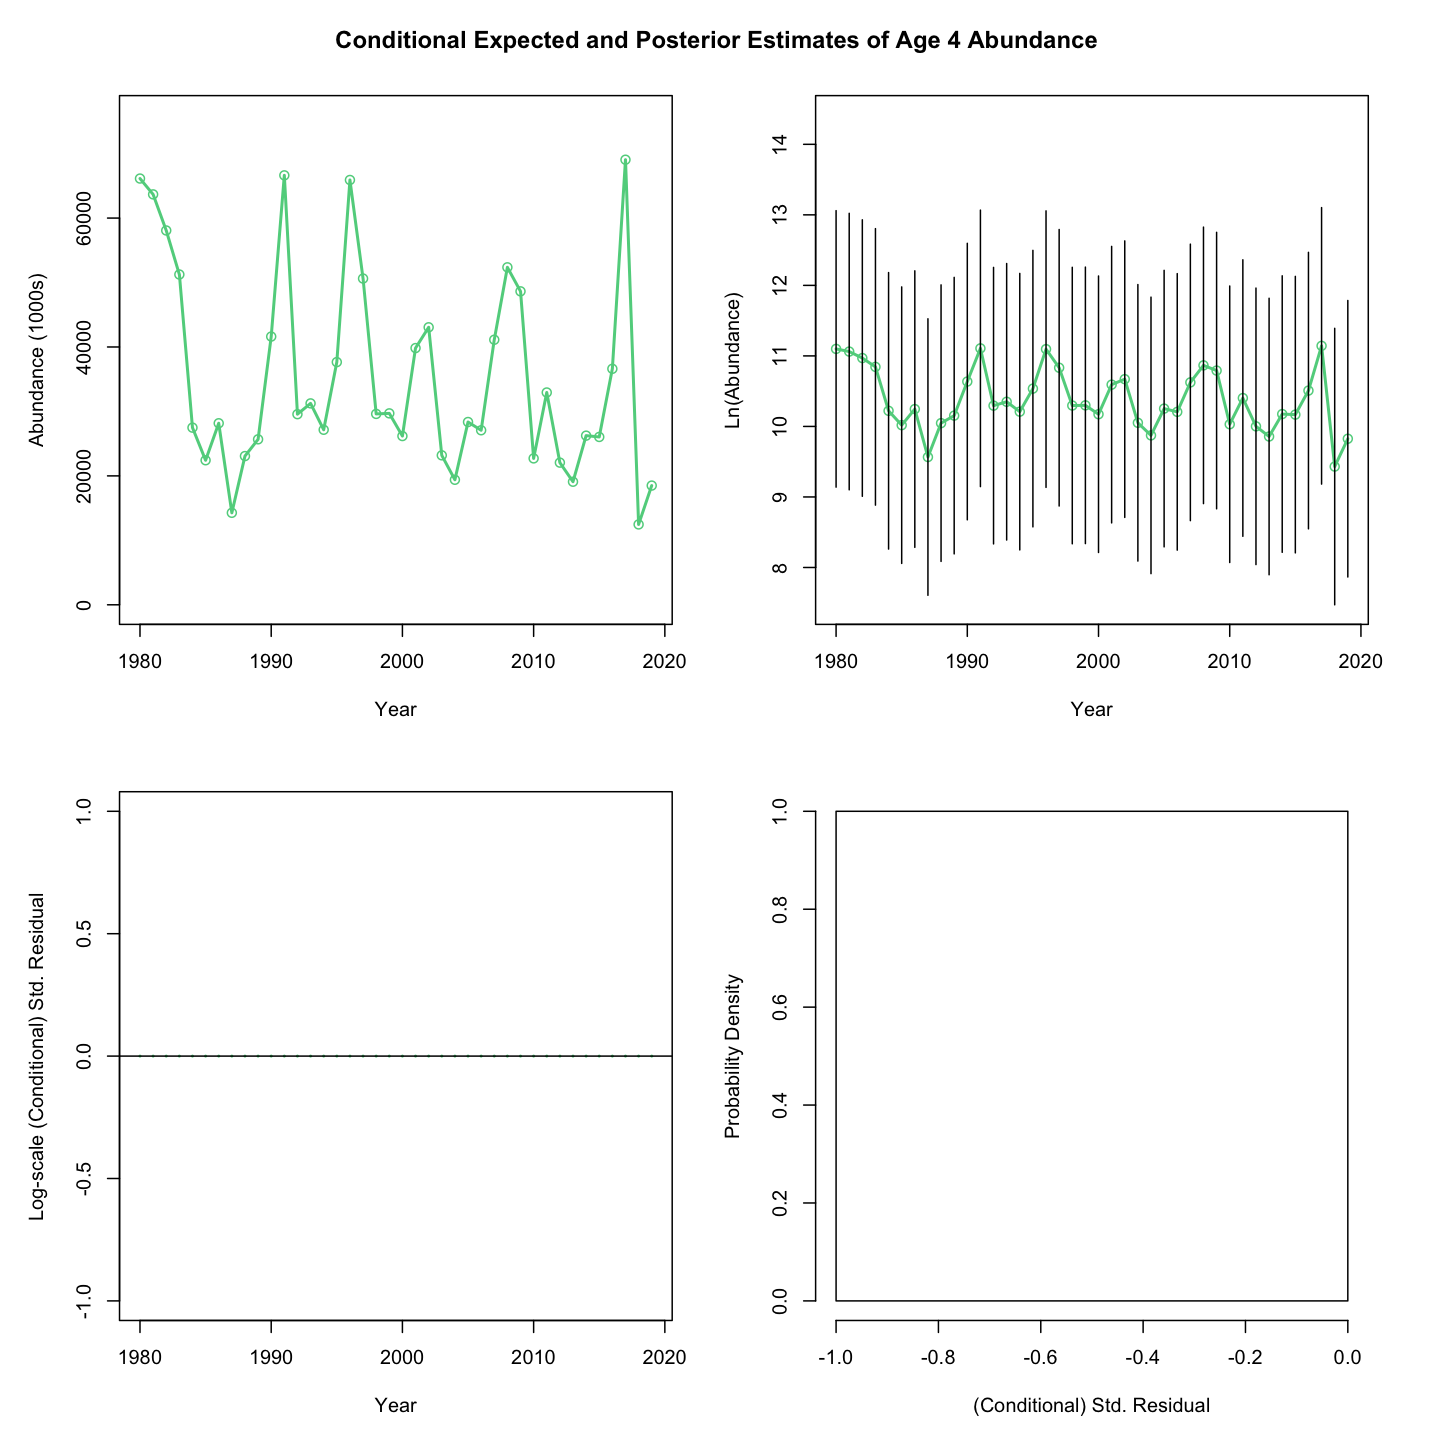 Conditional Expected and Posterior Estimates of Age 4 Abundance
Abundance (1000s)
60000
40000
20000
0
1980 1990 2000 2010 2020
Year
Ln(Abundance)
14
13
12
11
10
9
8
1980 1990 2000 2010 2020
Year
Log-scale (Conditional) Std. Residual
1.0
0.5
0.0
-0.5
-1.0
1980 1990 2000 2010 2020
Year
Probability Density
1.0
0.8
0.6
0.4
0.2
0.0
-1.0 -0.8 -0.6 -0.4 -0.2 0.0
(Conditional) Std. Residual